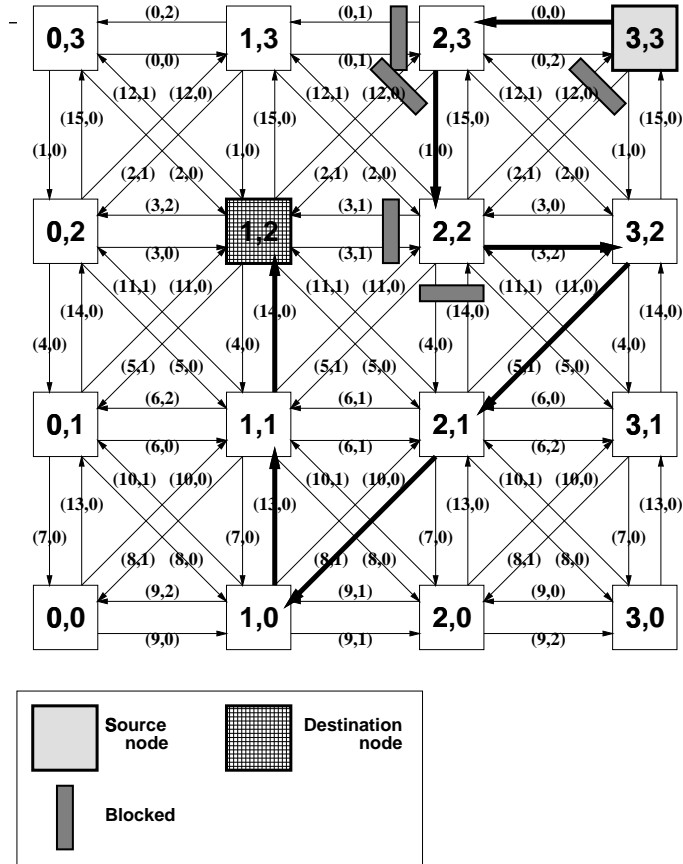 (0,2) (0,1) (0,0)
0,3 1,3 2,3 3,3
(0,0) (0,1) (0,2)
(12,1) (12,0) (12,1) (12,0) (12,1) (12,0)
(15,0) (15,0) (15,0) (15,0)
(1,0) (1,0) (1,0) (1,0)
(2,1) (2,0) (2,1) (2,0) (2,1) (2,0)
(3,2) (3,1) (3,0)
0,2 1,2 2,2 3,2
(3,0) (3,1) (3,2)
(11,1) (11,0) (11,1) (11,0) (11,1) (11,0)
(14,0) (14,0) (14,0) (14,0)
(4,0) (4,0) (4,0) (4,0)
(5,1) (5,0) (5,1) (5,0) (5,1) (5,0)
(6,2) (6,1) (6,0)
0,1 1,1 2,1 3,1
(6,0) (6,1) (6,2)
(10,1) (10,0) (10,1) (10,0) (10,1) (10,0)
(13,0) (13,0) (13,0) (13,0)
(7,0) (7,0) (7,0) (7,0)
(8,1) (8,0) (8,1) (8,0) (8,1) (8,0)
(9,2) (9,1) (9,0)
0,0 1,0 2,0 3,0
(9,0) (9,1) (9,2)
Source
node
Destination
node
Blocked